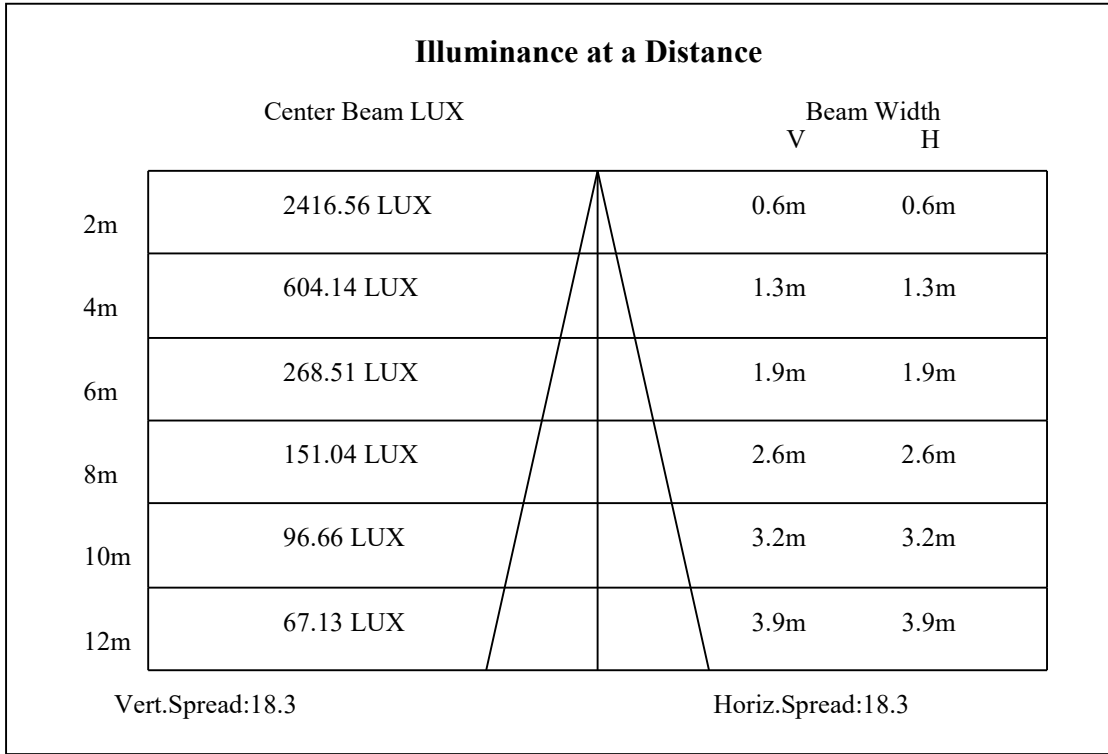 Illuminance at a Distance
Center Beam LUX Beam Width
V H
2m 2416.56 LUX 0.6m 0.6m
4m 604.14 LUX 1.3m 1.3m
6m 268.51 LUX 1.9m 1.9m
8m 151.04 LUX 2.6m 2.6m
10m 96.66 LUX 3.2m 3.2m
12m 67.13 LUX 3.9m 3.9m
Vert.Spread:18.3 Horiz.Spread:18.3